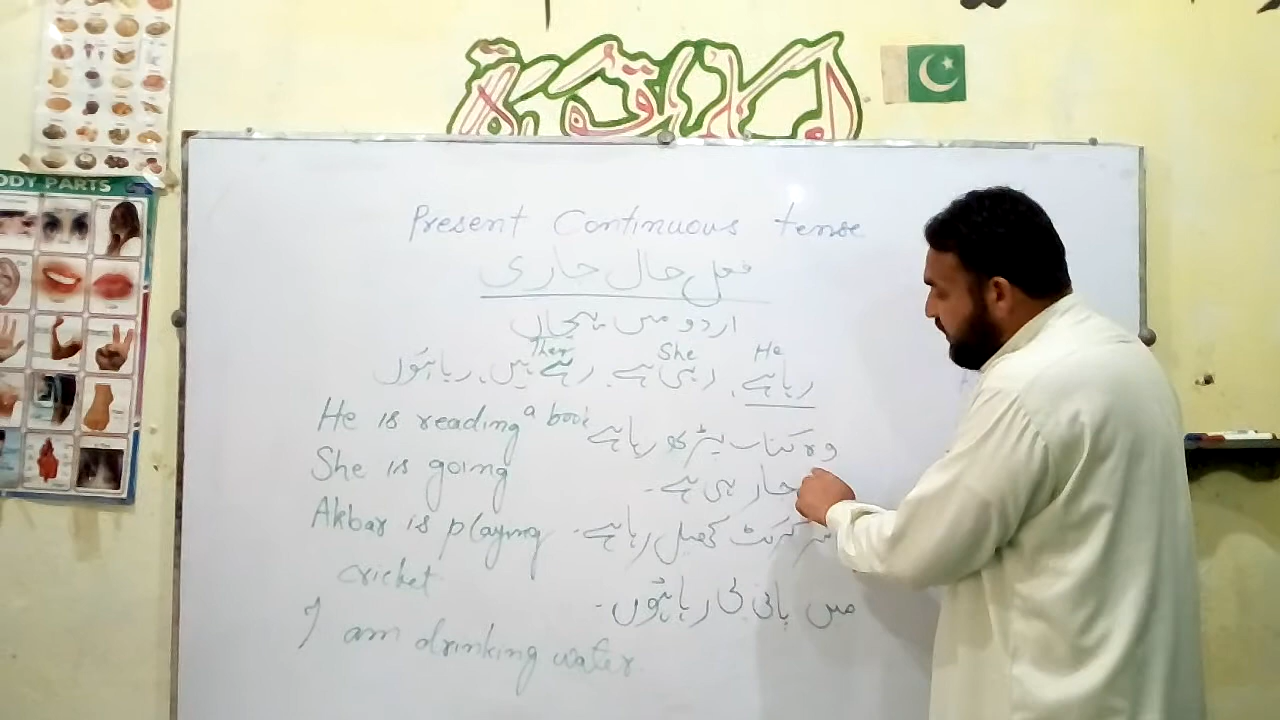 BODY PARTS
Present Continuous tense
فعل حال جاری
اردو میں پہچان
He She They
رہا ہے، رہی ہے، رہے ہیں، رہا ہوں
He is reading a book وہ کتاب پڑھ رہا ہے
She is going جا رہی ہے۔
Akbar is playing کرکٹ کھیل رہا ہے۔
cricket
میں پانی پی رہا ہوں۔
I am drinking water.